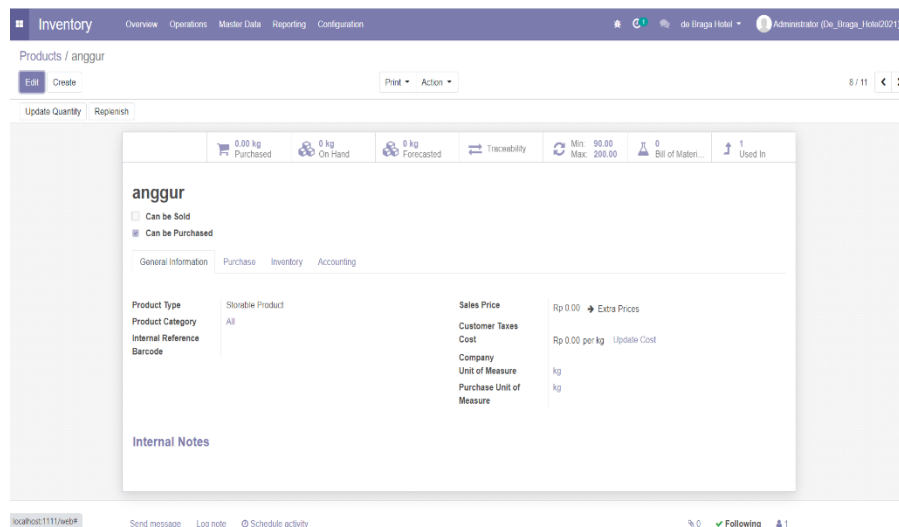 Inventory Overview Operations Master Data Reporting Configuration 1 de Braga Hotel Administrator (De_Braga_Hotel2021)
Products / anggur
Edit Create Print Action 8 / 11
Update Quantity Replenish
0.00 kg Purchased
0 kg On Hand
0 kg Forecasted
Traceability
Min: 90.00
Max: 200.00
0 Bill of Materi...
1 Used In
anggur
Can be Sold
Can be Purchased
General Information Purchase Inventory Accounting
Product Type Storable Product
Product Category All
Internal Reference
Barcode
Sales Price Rp 0.00 Extra Prices
Customer Taxes
Cost Rp 0.00 per kg Update Cost
Company
Unit of Measure kg
Purchase Unit of Measure kg
Internal Notes
localhost:1111/web#
Send message Log note Schedule activity 0 Following 1